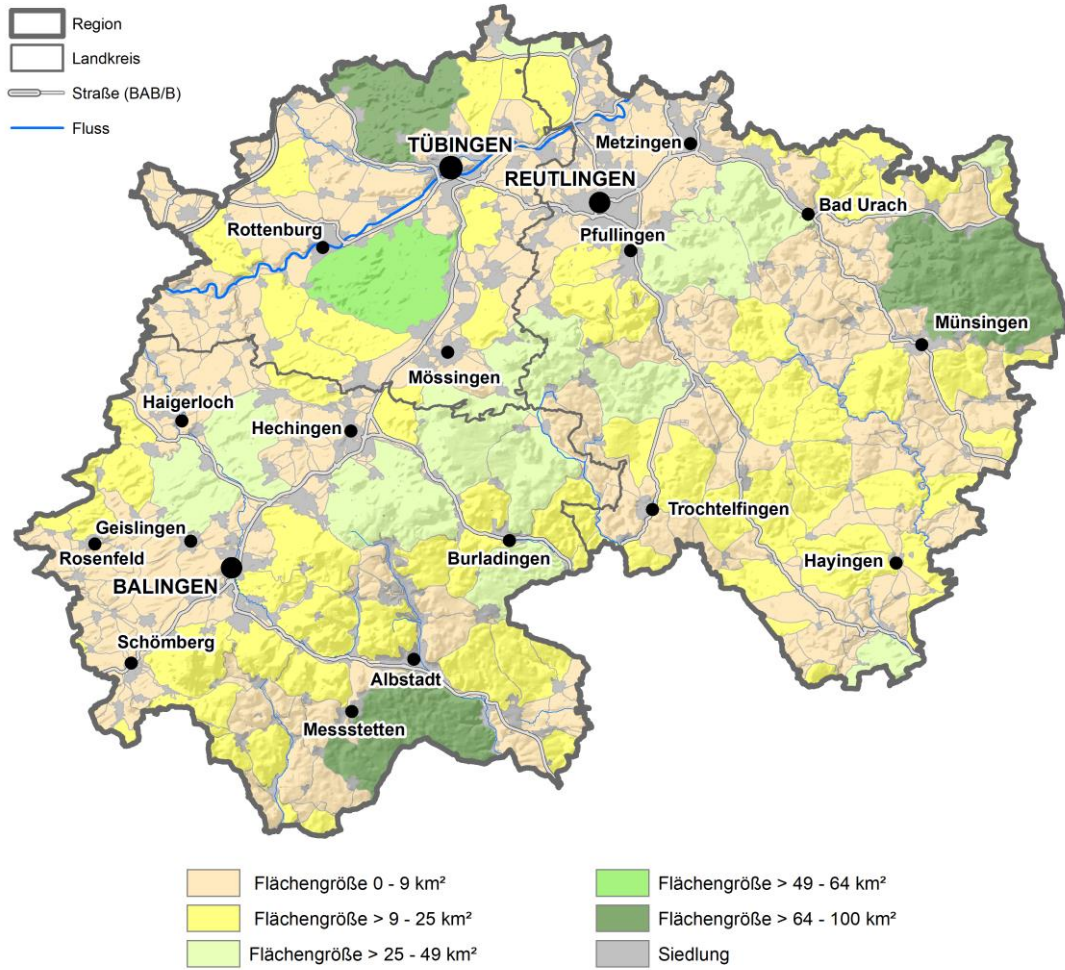 Region
Landkreis
Straße (BAB/B)
Fluss
TÜBINGEN
Metzingen
REUTLINGEN
Bad Urach
Rottenburg
Pfullingen
Münsingen
Mössingen
Haigerloch
Hechingen
Trochtelfingen
Geislingen
Rosenfeld
Burladingen
Hayingen
BALINGEN
Schömberg
Albstadt
Messstetten
Flächengröße 0 - 9 km²
Flächengröße > 9 - 25 km²
Flächengröße > 25 - 49 km²
Flächengröße > 49 - 64 km²
Flächengröße > 64 - 100 km²
Siedlung